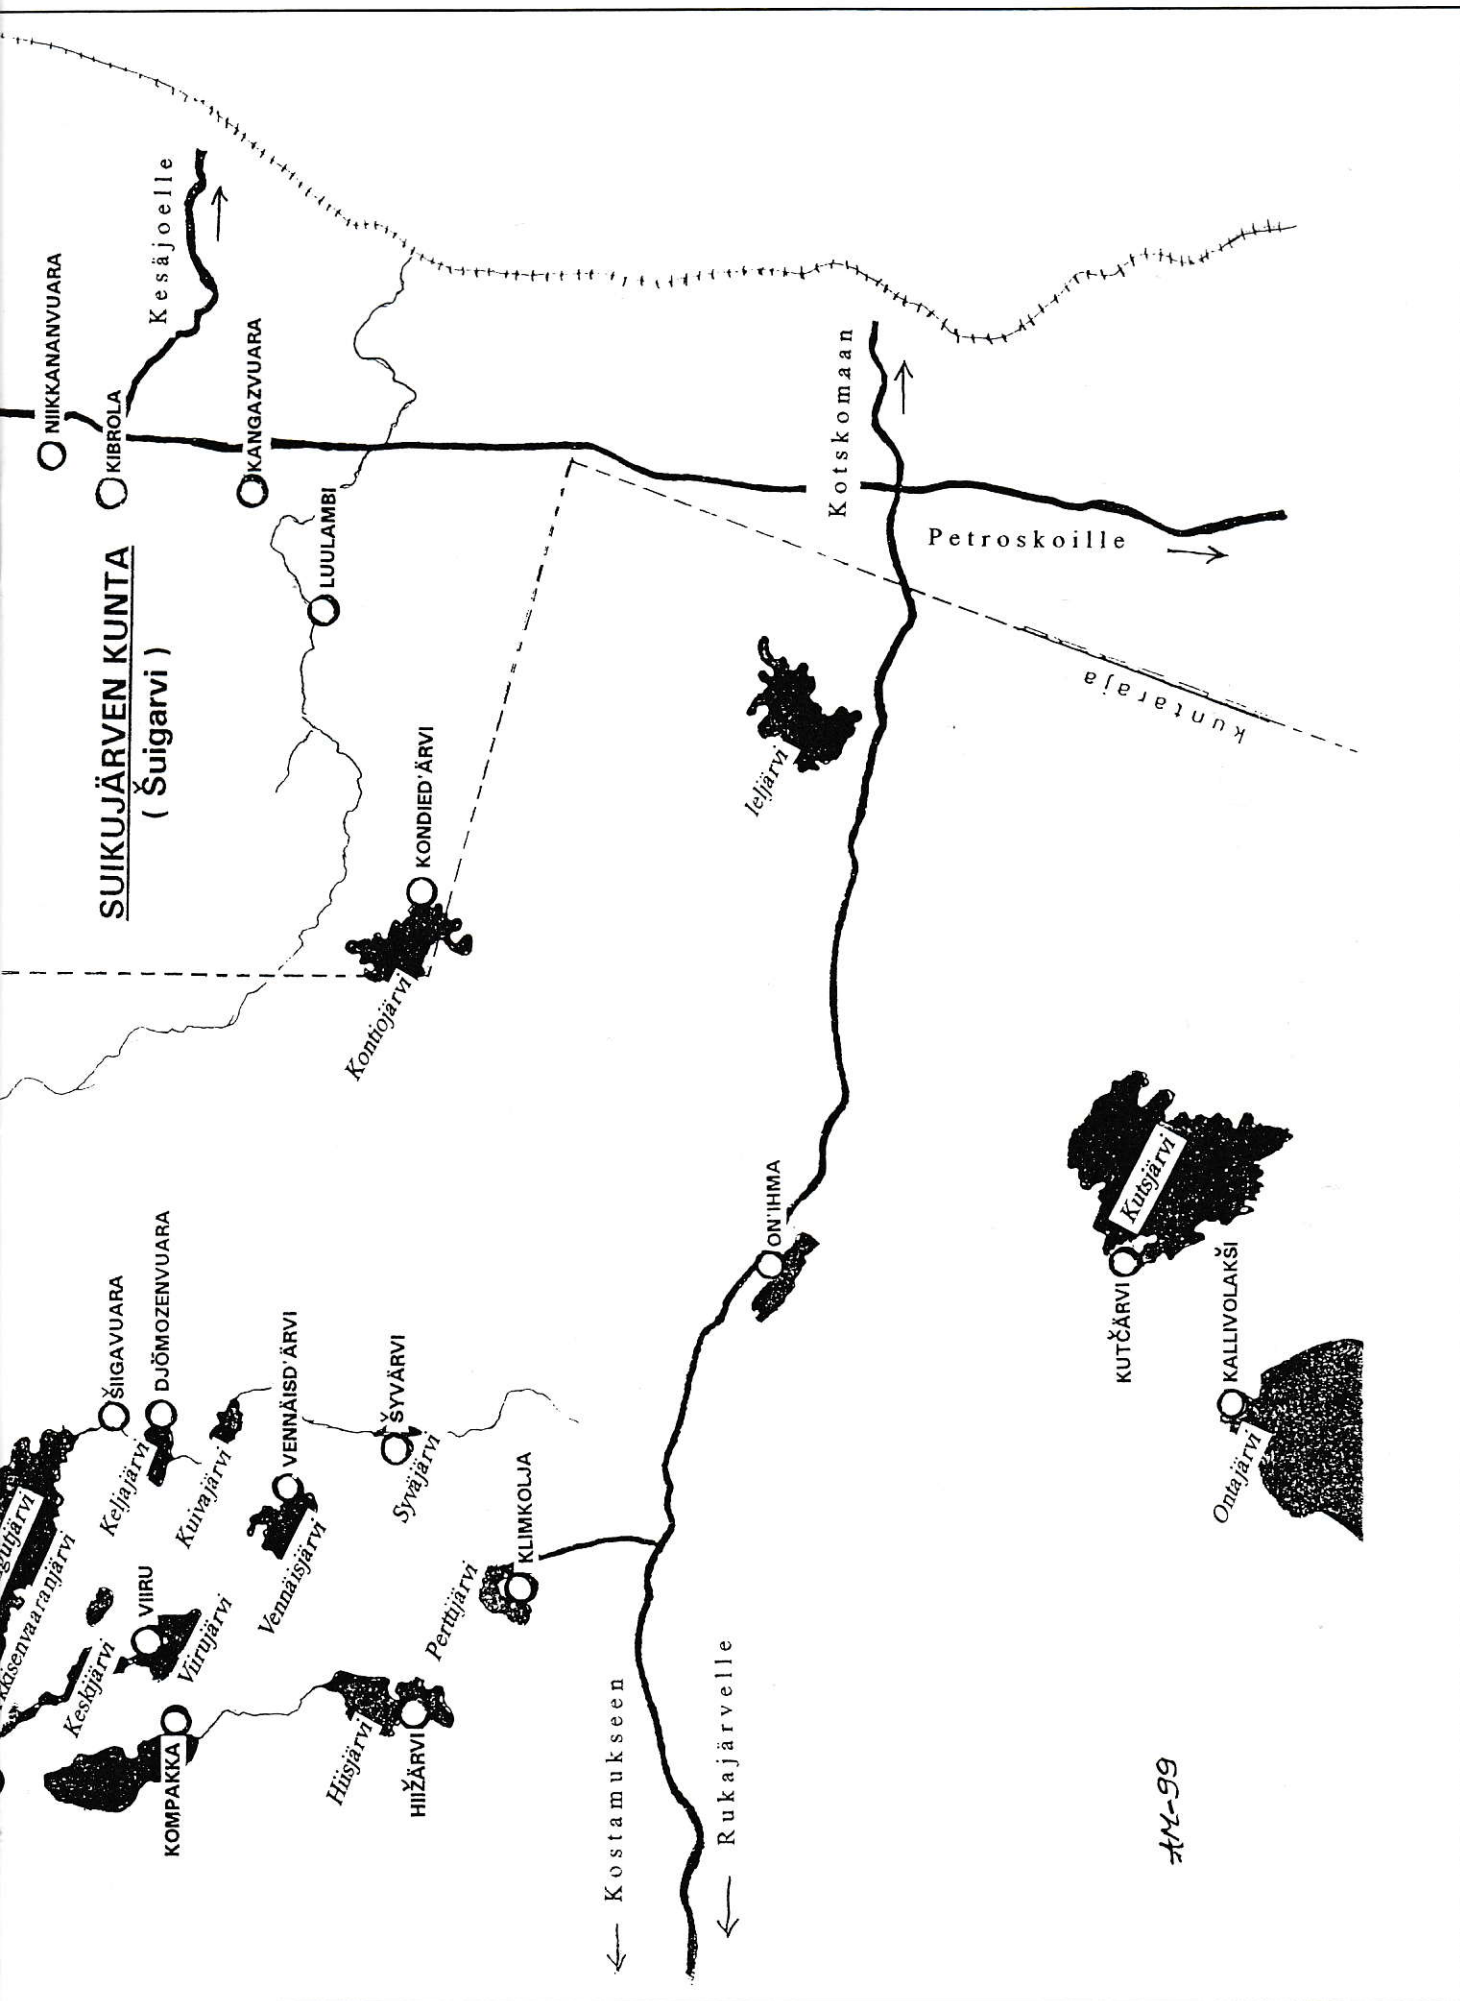 SUIKUJÄRVEN KUNTA
( Šuigarvi )
NIIKKANANVUARA
KIBROLA
Kesäjoelle
KANGAZVUARA
LUULAMBI
KONDIED'ÄRVI
Kontiojärvi
Kotskomaan
Petroskoille
kuntaraja
Ieljärvi
ŠIIGAVUARA
DJÖMOZENVUARA
Keljajärvi
Kuivajärvi
VENNÄISD'ÄRVI
Vennäisjärvi
ŠYVÄRVI
Syväjärvi
VIIRU
Viirujärvi
Keskijärvi
KOMPAKKA
Hiisjärvi
HIIŽÄRVI
Perttijärvi
KLIMKOLJA
ON'IHMA
Kutsjärvi
KUTČÄRVI
KALLIVOLAKŠI
Ontajärvi
Kostamukseen
Rukajärvelle
AM-99